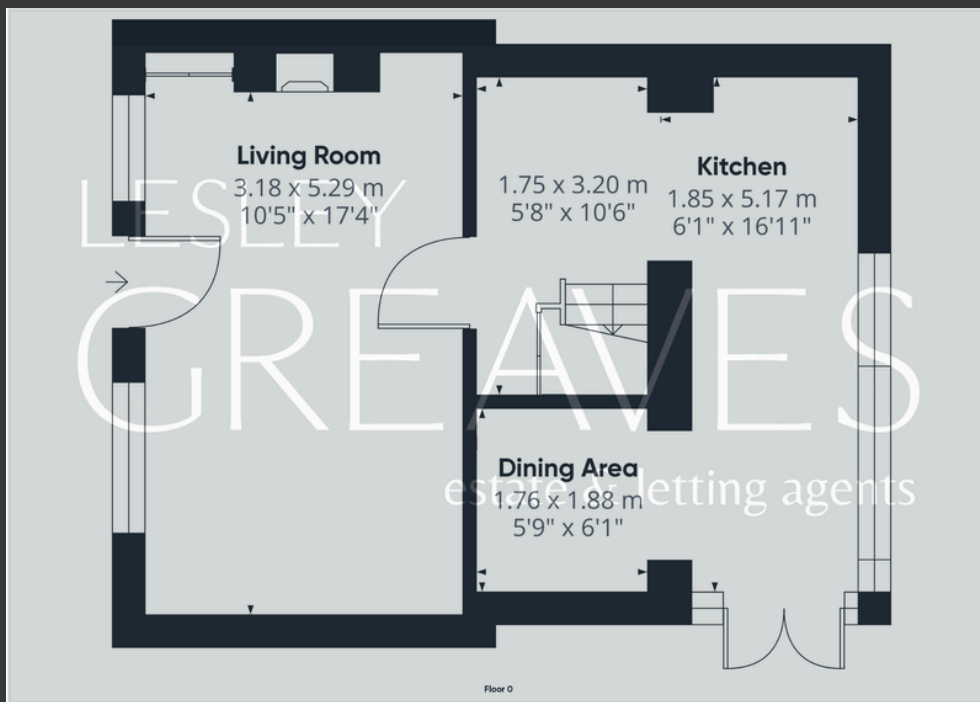 Living Room
3.18 x 5.29 m
10'5" x 17'4"
1.75 x 3.20 m
5'8" x 10'6"
Kitchen
1.85 x 5.17 m
6'1" x 16'11"
LESLEY
GREAVES
estate & letting agents
Dining Area
1.76 x 1.88 m
5'9" x 6'1"
Floor 0